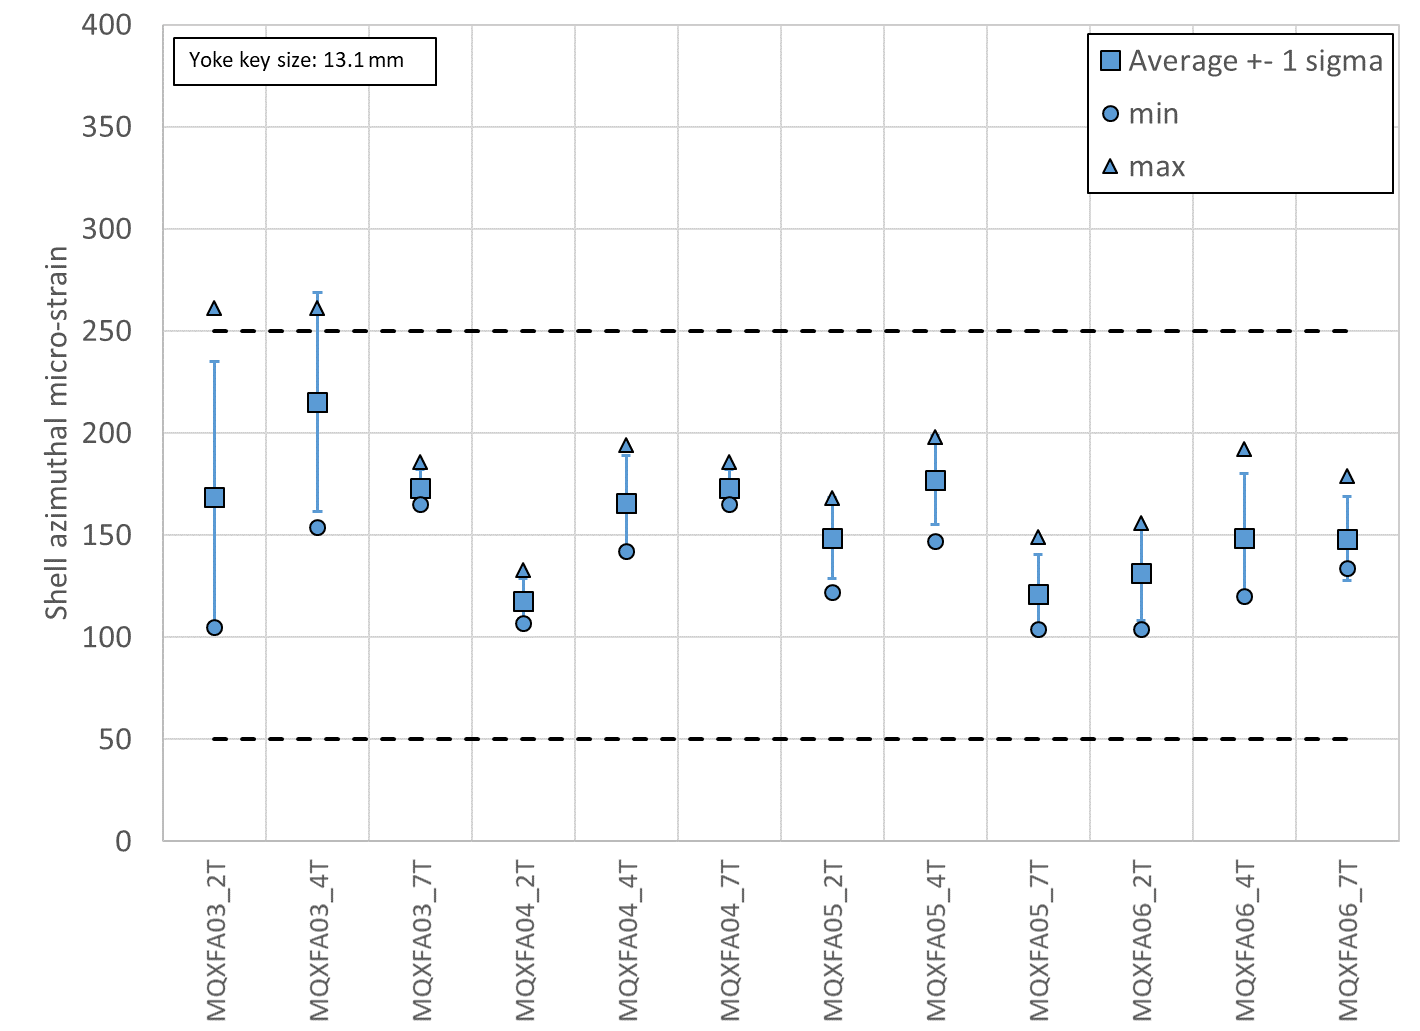 Yoke key size: 13.1 mm
Average +- 1 sigma
min
max
Shell azimuthal micro-strain
400
350
300
250
200
150
100
50
0
MQXFA03_2T
MQXFA03_4T
MQXFA03_7T
MQXFA04_2T
MQXFA04_4T
MQXFA04_7T
MQXFA05_2T
MQXFA05_4T
MQXFA05_7T
MQXFA06_2T
MQXFA06_4T
MQXFA06_7T